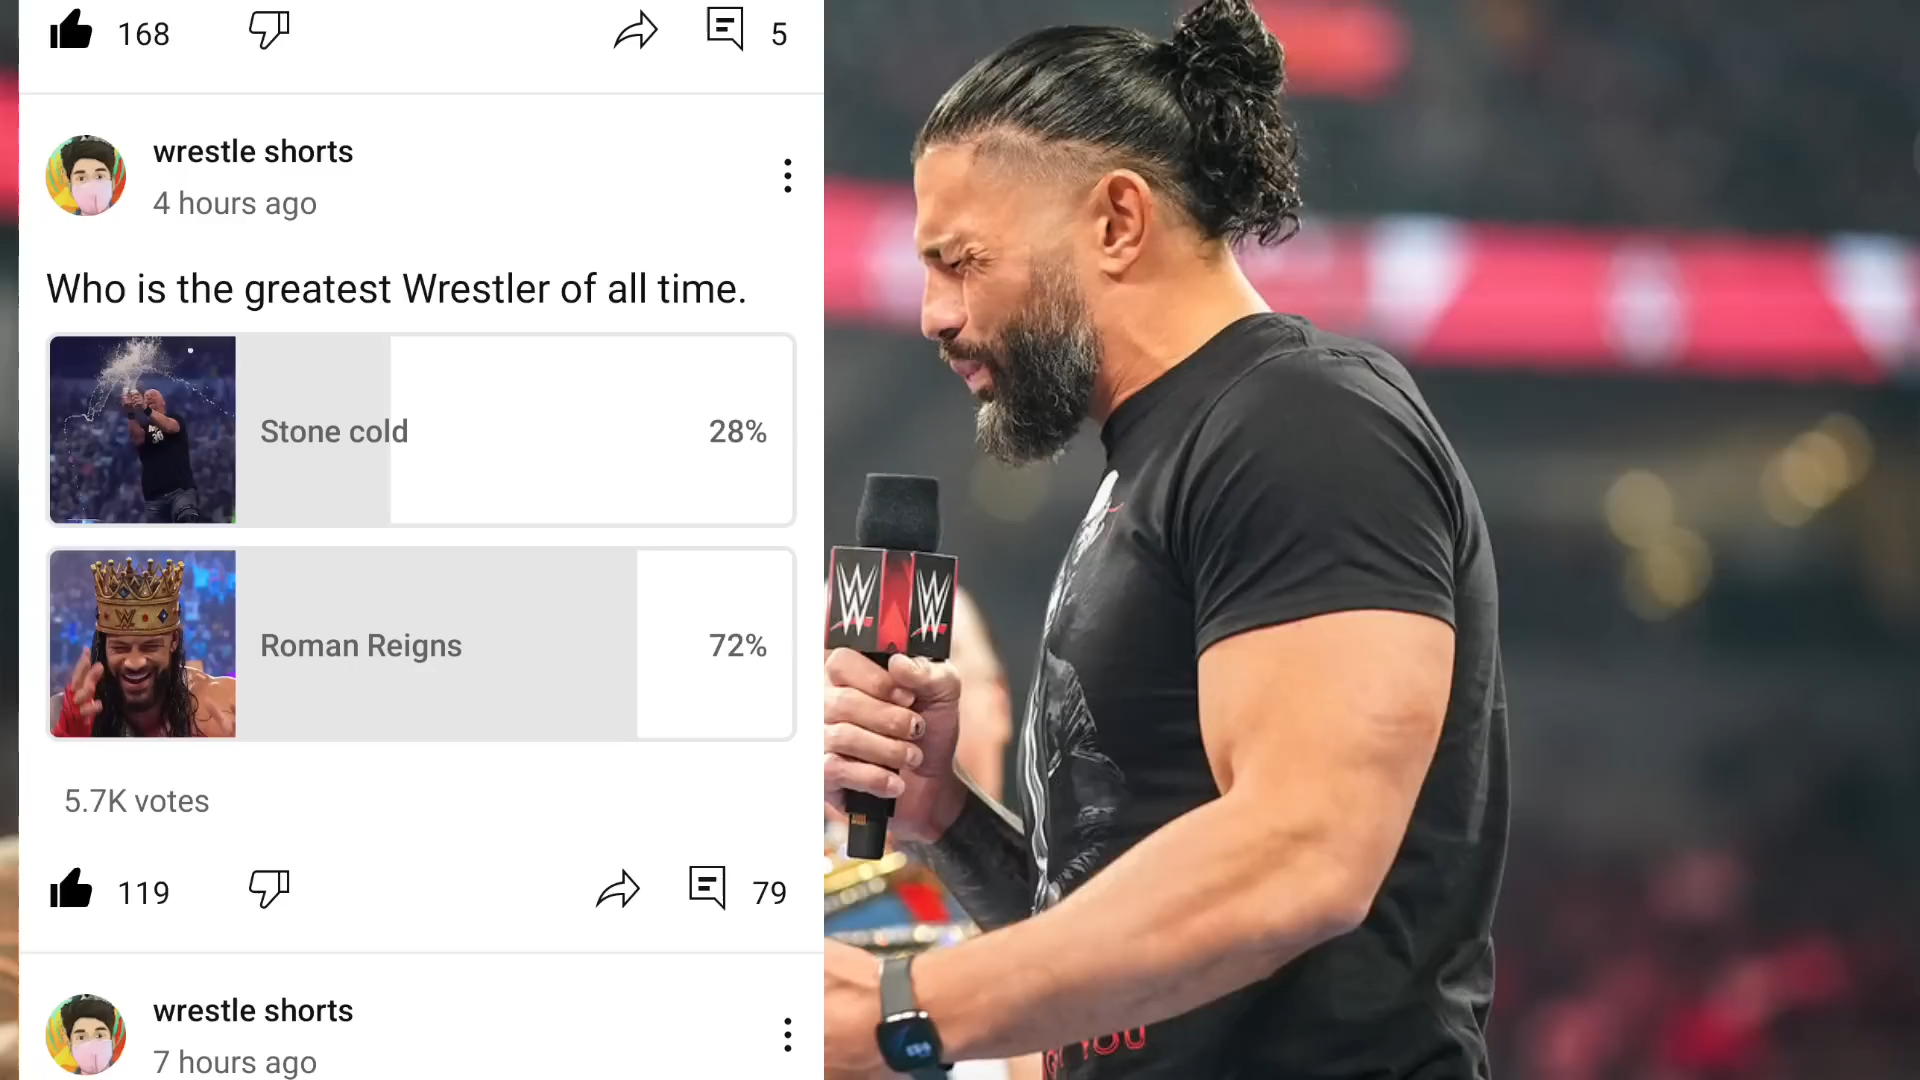 168
5
wrestle shorts
4 hours ago
Who is the greatest Wrestler of all time.
Stone cold
28%
Roman Reigns
72%
5.7K votes
119
79
wrestle shorts
7 hours ago
W W
YOU